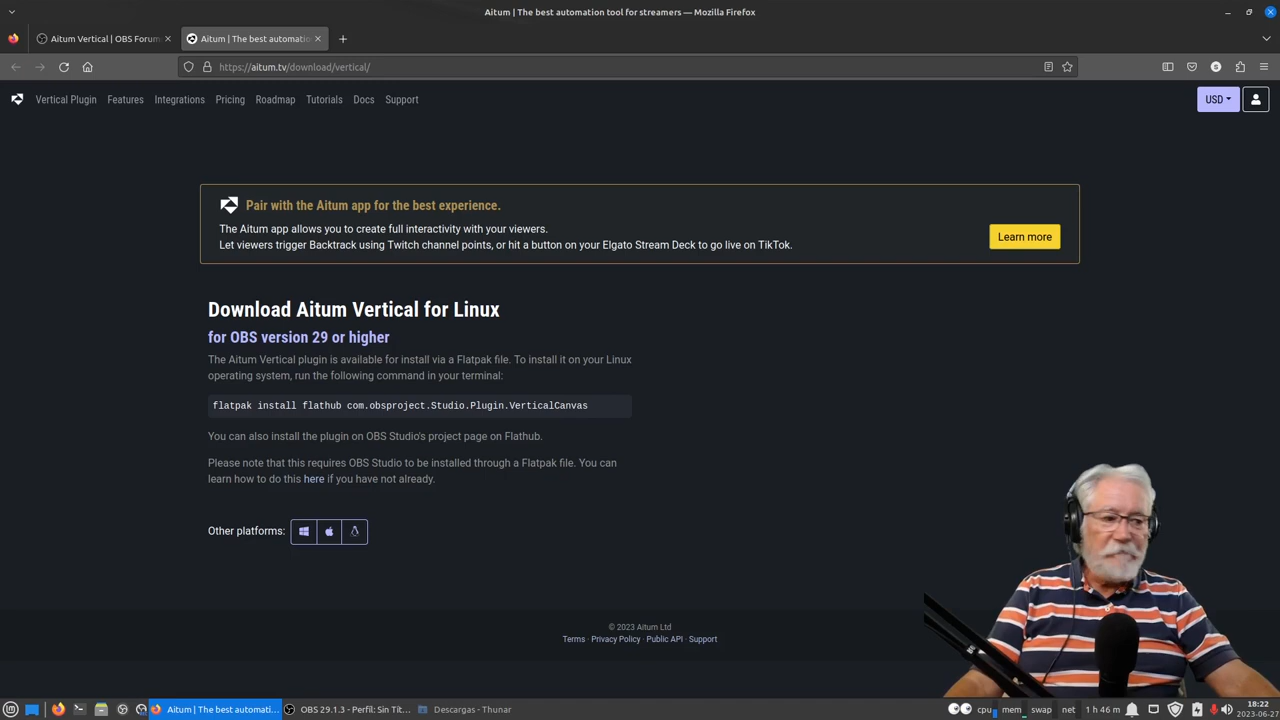 Aitum | The best automation tool for streamers — Mozilla Firefox
Aitum Vertical | OBS Forum
Aitum | The best automatio
https://aitum.tv/download/vertical/
Vertical Plugin Features Integrations Pricing Roadmap Tutorials Docs Support
USD
Pair with the Aitum app for the best experience.
The Aitum app allows you to create full interactivity with your viewers.
Let viewers trigger Backtrack using Twitch channel points, or hit a button on your Elgato Stream Deck to go live on TikTok.
Learn more
Download Aitum Vertical for Linux
for OBS version 29 or higher
The Aitum Vertical plugin is available for install via a Flatpak file. To install it on your Linux
operating system, run the following command in your terminal:
flatpak install flathub com.obsproject.Studio.Plugin.VerticalCanvas
You can also install the plugin on OBS Studio's project page on Flathub.
Please note that this requires OBS Studio to be installed through a Flatpak file. You can
learn how to do this here if you have not already.
Other platforms:
© 2023 Aitum Ltd
Terms · Privacy Policy · Public API · Support
Aitum | The best automati...
OBS 29.1.3 - Perfil: Sin Tít...
Descargas - Thunar
cpu mem swap net 1 h 46 m
18:22
2023-06-27